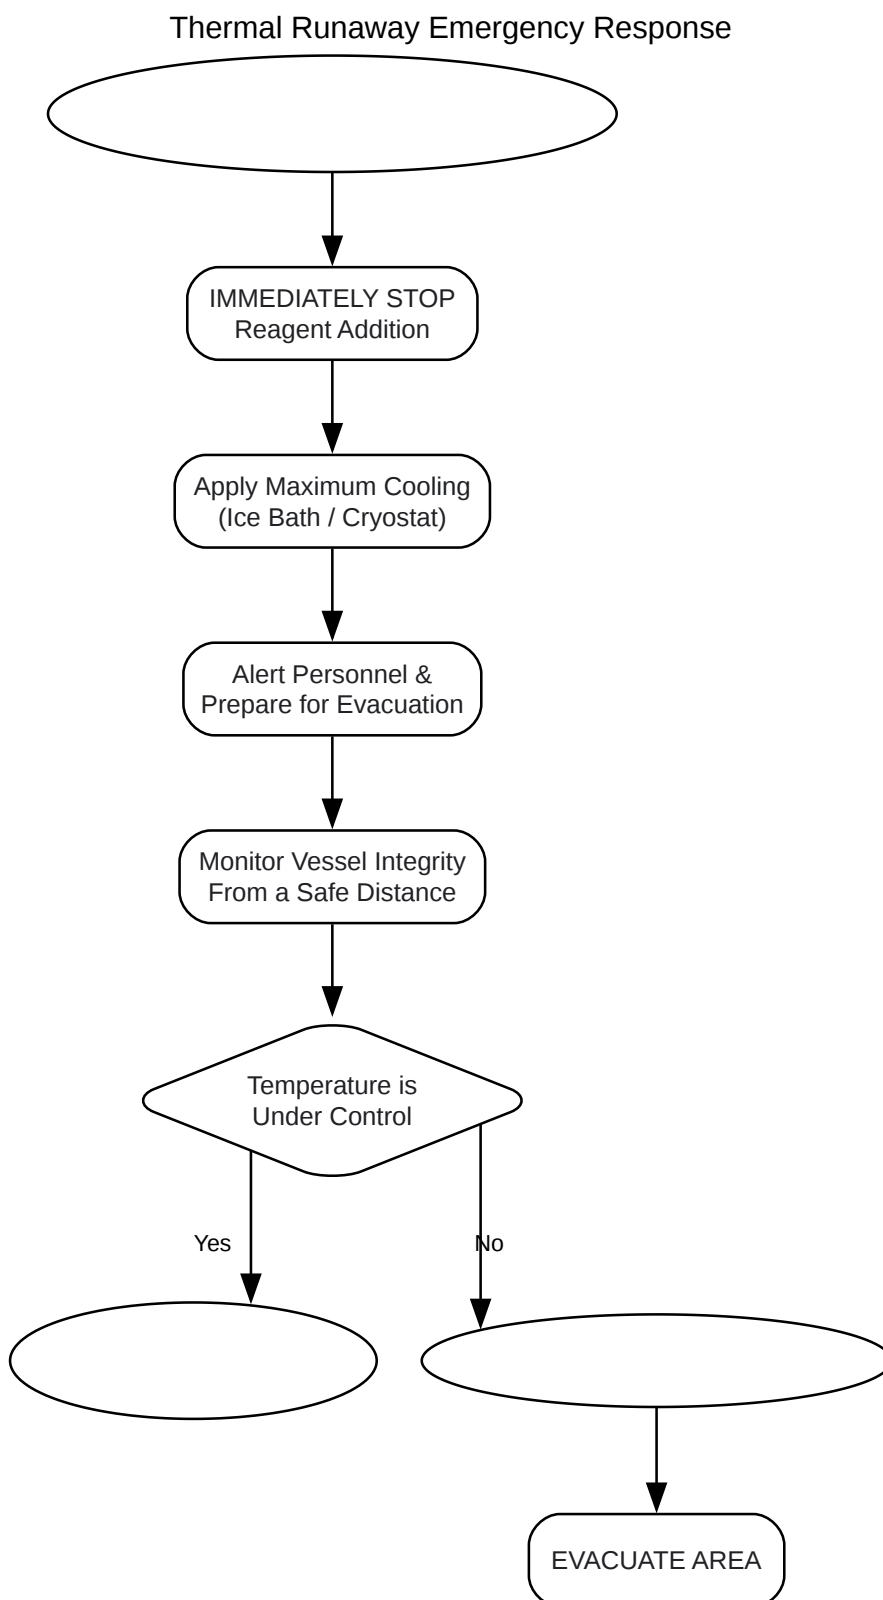 Thermal Runaway Emergency Response
IMMEDIATELY STOP
Reagent Addition
Apply Maximum Cooling
(Ice Bath / Cryostat)
Alert Personnel &
Prepare for Evacuation
Monitor Vessel Integrity
From a Safe Distance
Temperature is
Under Control
Yes
No
EVACUATE AREA